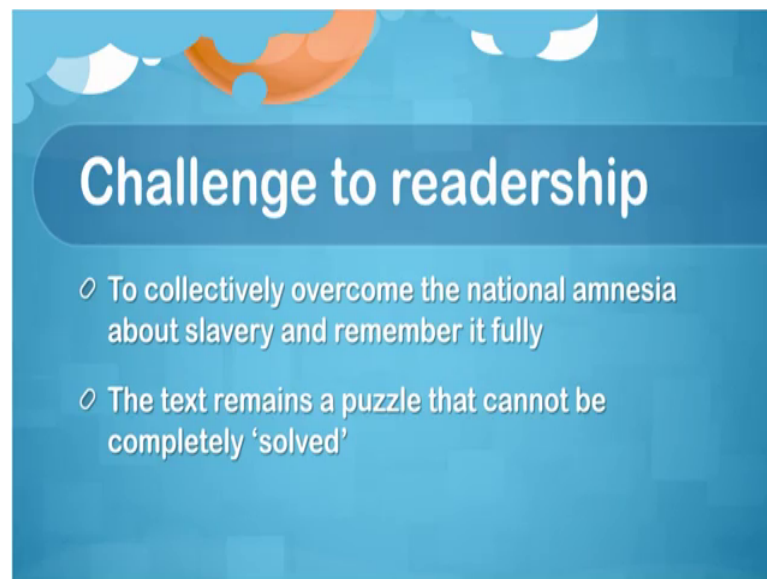 Challenge to readership
To collectively overcome the national amnesia
about slavery and remember it fully
The text remains a puzzle that cannot be
completely ‘solved’